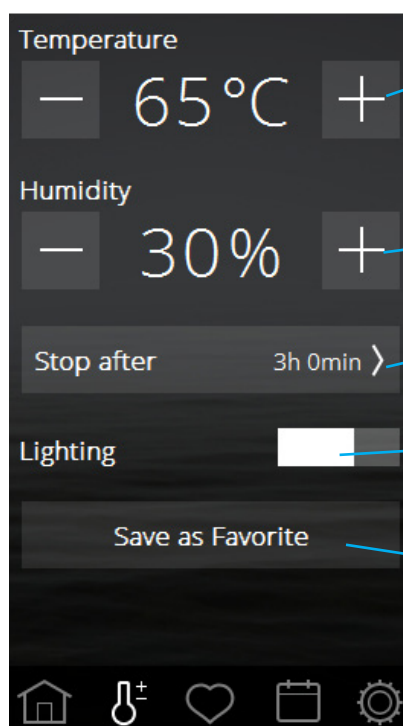 Temperature
65°C
Humidity
30%
Stop after 3h 0min
Lighting
Save as Favorite